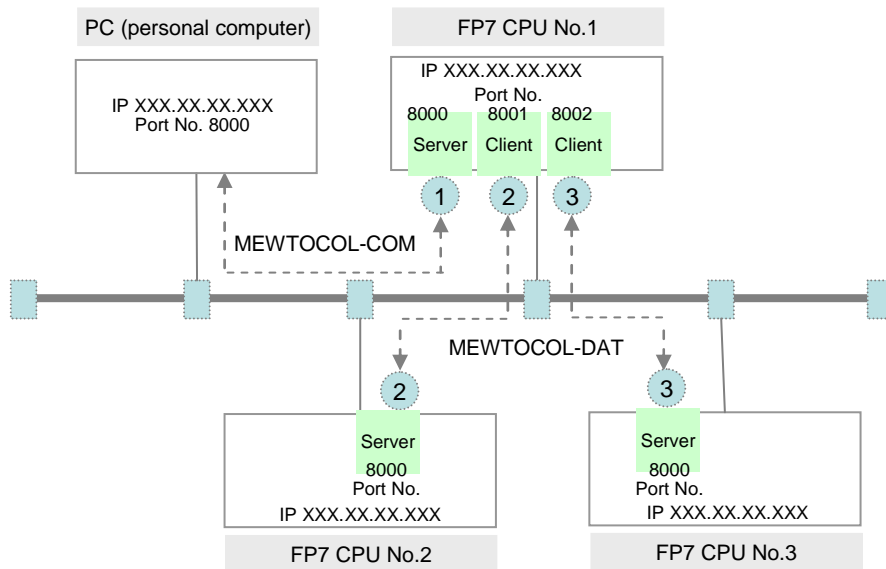 PC (personal computer)
FP7 CPU No.1
IP XXX.XX.XX.XXX
Port No. 8000
IP XXX.XX.XX.XXX
Port No.
8000
8001
8002
Server
Client
Client
1
2
3
MEWTOCOL-COM
MEWTOCOL-DAT
2
3
Server
8000
Port No.
IP XXX.XX.XX.XXX
Server
8000
Port No.
IP XXX.XX.XX.XXX
FP7 CPU No.2
FP7 CPU No.3